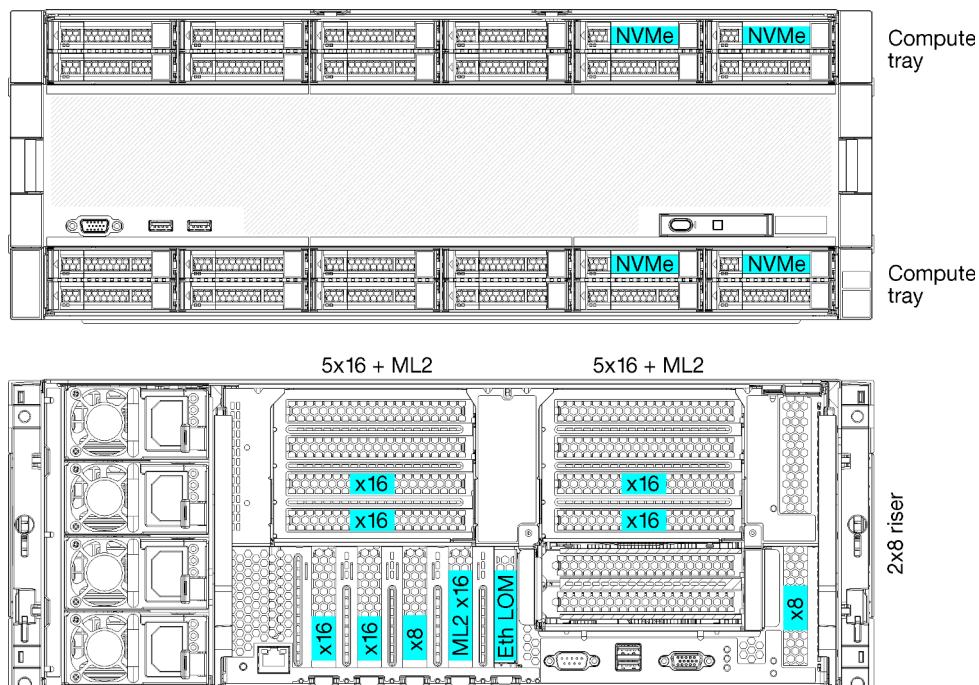 NVMe NVMe
Compute
tray
NVMe NVMe
Compute
tray
5x16 + ML2 5x16 + ML2
x16 x16
x16 x16
x16 x16 x8 ML2 x16 Eth LOM x8
2x8 riser